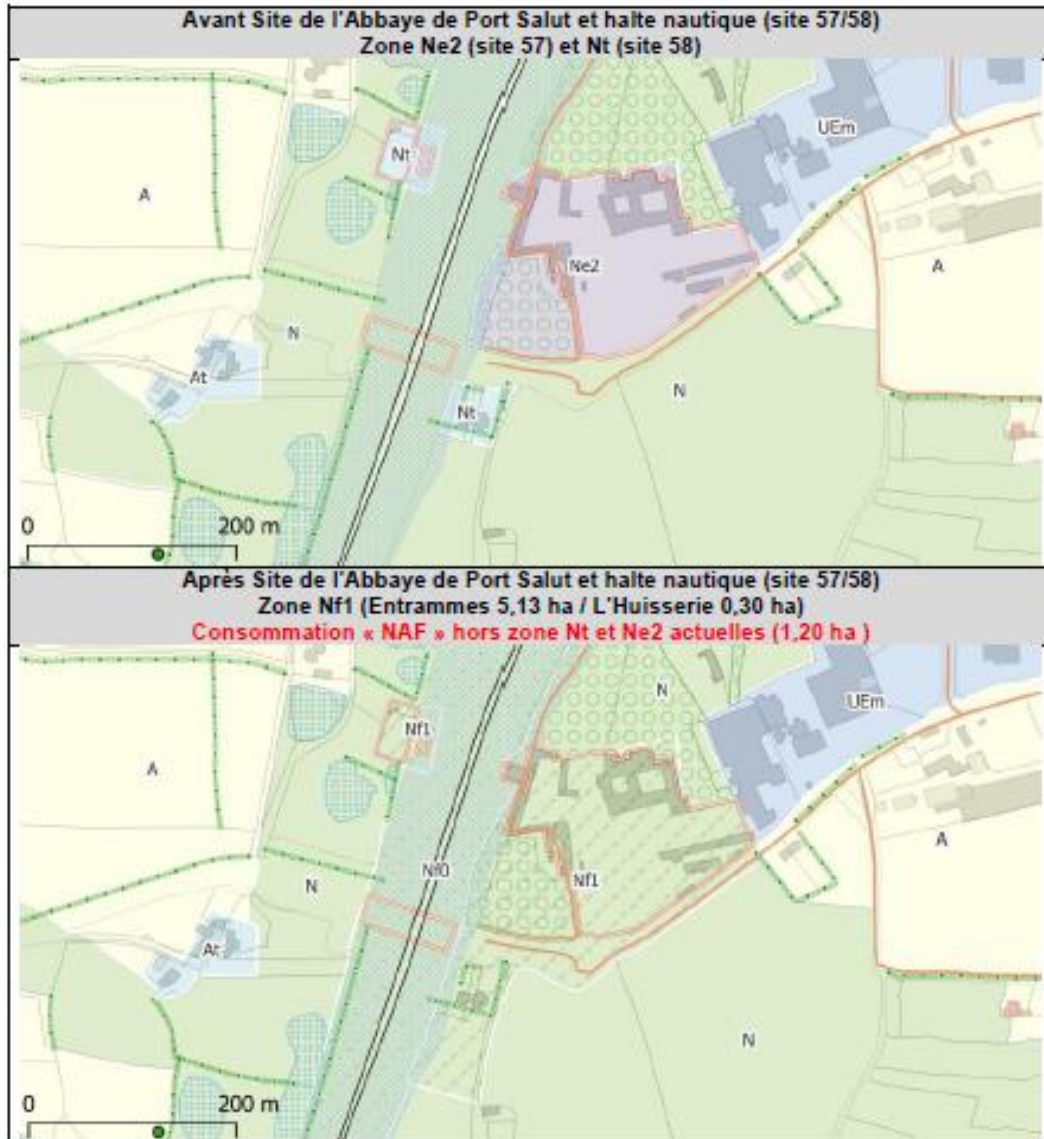 Avant Site de l'Abbaye de Port Salut et halte nautique (site 57/58)
Zone Ne2 (site 57) et Nt (site 58)
UEm
Nt
A
Ne2
A
N
At
N
Nt
0 200 m
Après Site de l'Abbaye de Port Salut et halte nautique (site 57/58)
Zone Nf1 (Entrammes 5,13 ha / L'Huisserie 0,30 ha)
Consommation « NAF » hors zone Nt et Ne2 actuelles (1,20 ha )
N
UEm
Nf1
A
A
Nf0
Nf1
N
At
N
0 200 m